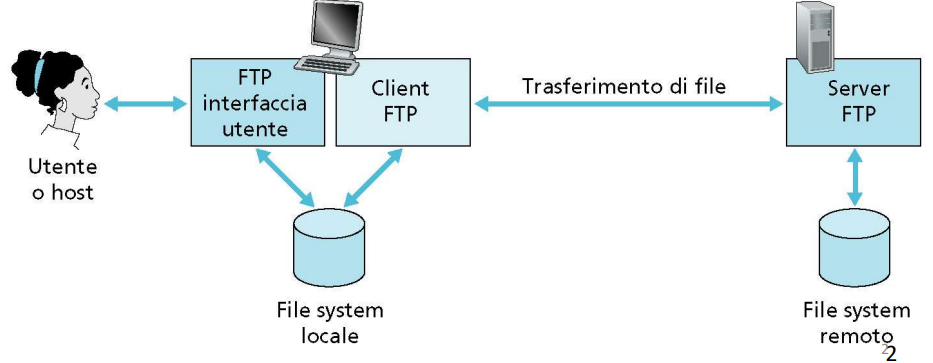 FTP
interfaccia
utente
Client
FTP
Trasferimento di file
Server
FTP
Utente
o host
File system
locale
File system
remoto
2
2